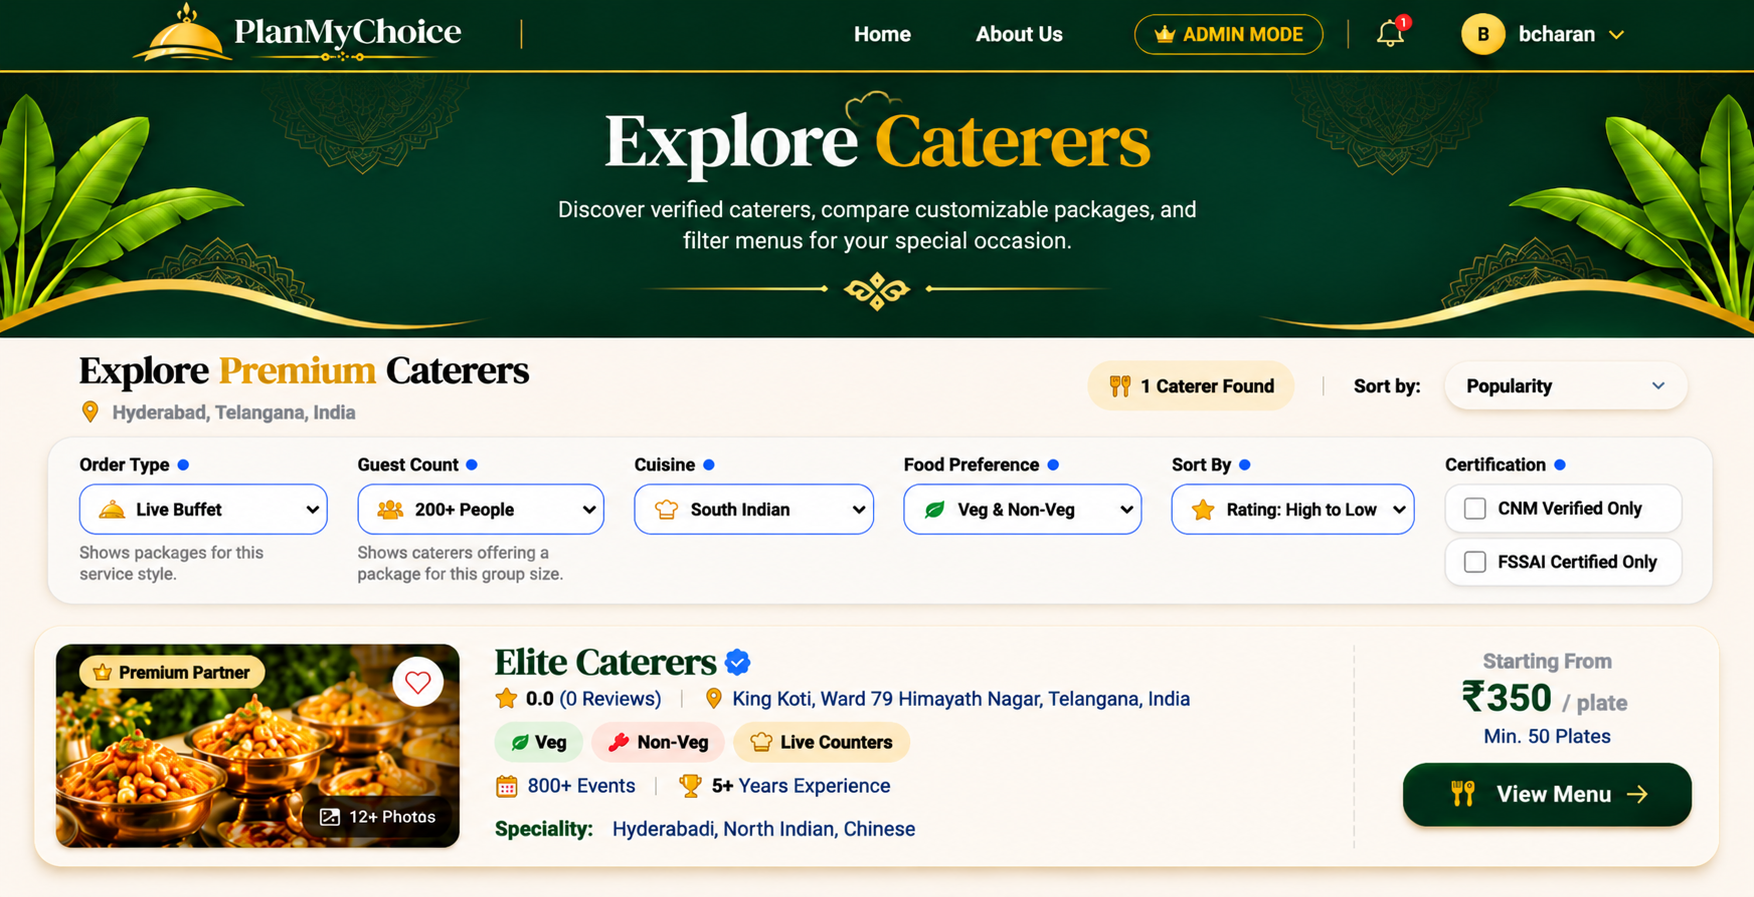 PlanMyChoice
Home
About Us
ADMIN MODE
1
B
bcharan
Explore Caterers
Discover verified caterers, compare customizable packages, and
filter menus for your special occasion.
Explore Premium Caterers
Hyderabad, Telangana, India
1 Caterer Found
Sort by:
Popularity
Order Type
Live Buffet
Shows packages for this
service style.
Guest Count
200+ People
Shows caterers offering a
package for this group size.
Cuisine
South Indian
Food Preference
Veg & Non-Veg
Sort By
Rating: High to Low
Certification
CNM Verified Only
FSSAI Certified Only
Premium Partner
12+ Photos
Elite Caterers
0.0 (0 Reviews)
King Koti, Ward 79 Himayath Nagar, Telangana, India
Veg
Non-Veg
Live Counters
800+ Events
5+ Years Experience
Speciality: Hyderabadi, North Indian, Chinese
Starting From
₹350 / plate
Min. 50 Plates
View Menu